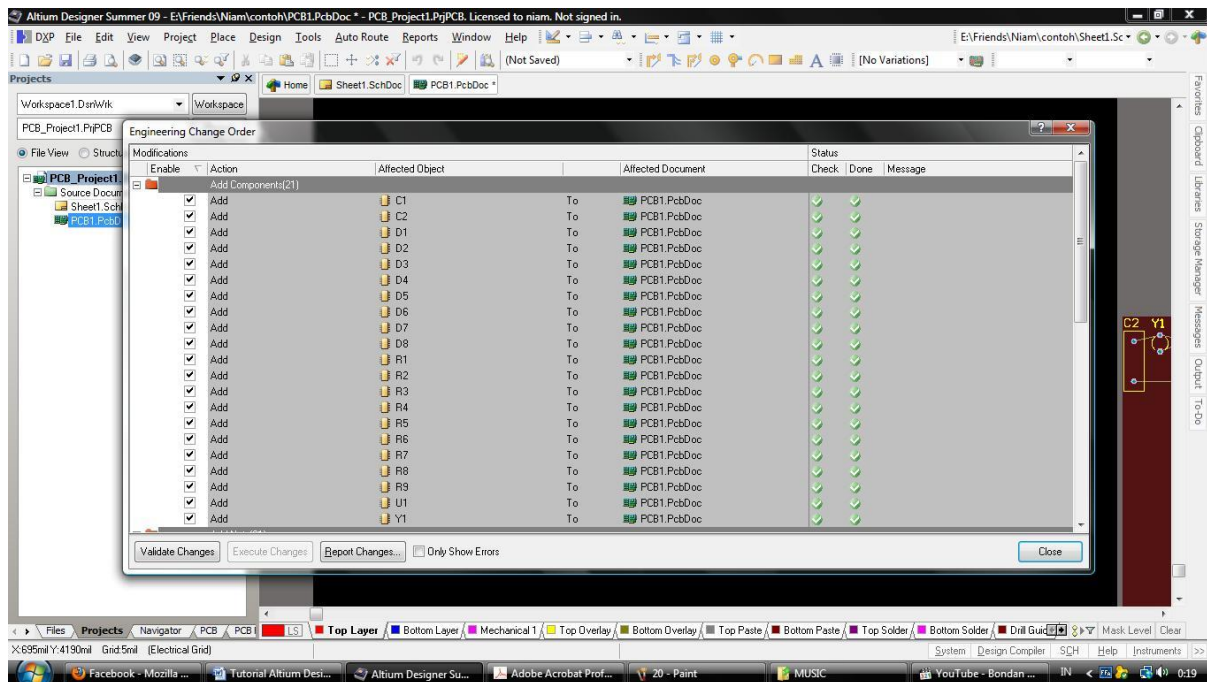 Altium Designer Summer 09 - E:\Friends\Niam\contoh\PCB1.PcbDoc * - PCB_Project1.PrjPCB. Licensed to niam. Not signed in.
DXP File Edit View Project Place Design Tools Auto Route Reports Window Help E:\Friends\Niam\contoh\Sheet1.Sc
(Not Saved) [No Variations]
Projects
Home Sheet1.SchDoc PCB1.PcbDoc *
Workspace1.DsnWrk Workspace
PCB_Project1.PrjPCB
File View Structu
PCB_Project1.
Source Docum
Sheet1.Sch
PCB1.PcbD
Engineering Change Order
Modifications Status
Enable Action Affected Object Affected Document Check Done Message
Add Components(21)
Add C1 To PCB1.PcbDoc
Add C2 To PCB1.PcbDoc
Add D1 To PCB1.PcbDoc
Add D2 To PCB1.PcbDoc
Add D3 To PCB1.PcbDoc
Add D4 To PCB1.PcbDoc
Add D5 To PCB1.PcbDoc
Add D6 To PCB1.PcbDoc
Add D7 To PCB1.PcbDoc
Add D8 To PCB1.PcbDoc
Add R1 To PCB1.PcbDoc
Add R2 To PCB1.PcbDoc
Add R3 To PCB1.PcbDoc
Add R4 To PCB1.PcbDoc
Add R5 To PCB1.PcbDoc
Add R6 To PCB1.PcbDoc
Add R7 To PCB1.PcbDoc
Add R8 To PCB1.PcbDoc
Add R9 To PCB1.PcbDoc
Add U1 To PCB1.PcbDoc
Add Y1 To PCB1.PcbDoc
Validate Changes Execute Changes Report Changes... Only Show Errors Close
C2 Y1
Favorites
Clipboard
Libraries
Storage Manager
Messages
Output
To-Do
Files Projects Navigator PCB PCB LS Top Layer Bottom Layer Mechanical 1 Top Overlay Bottom Overlay Top Paste Bottom Paste Top Solder Bottom Solder Drill Guid Mask Level Clear
X:695mil Y:4190mil Grid:5mil (Electrical Grid) System Design Compiler SCH Help Instruments >>
Facebook - Mozilla ... Tutorial Altium Desi... Altium Designer Su... Adobe Acrobat Prof... 20 - Paint MUSIC YouTube - Bondan ... IN 0:19